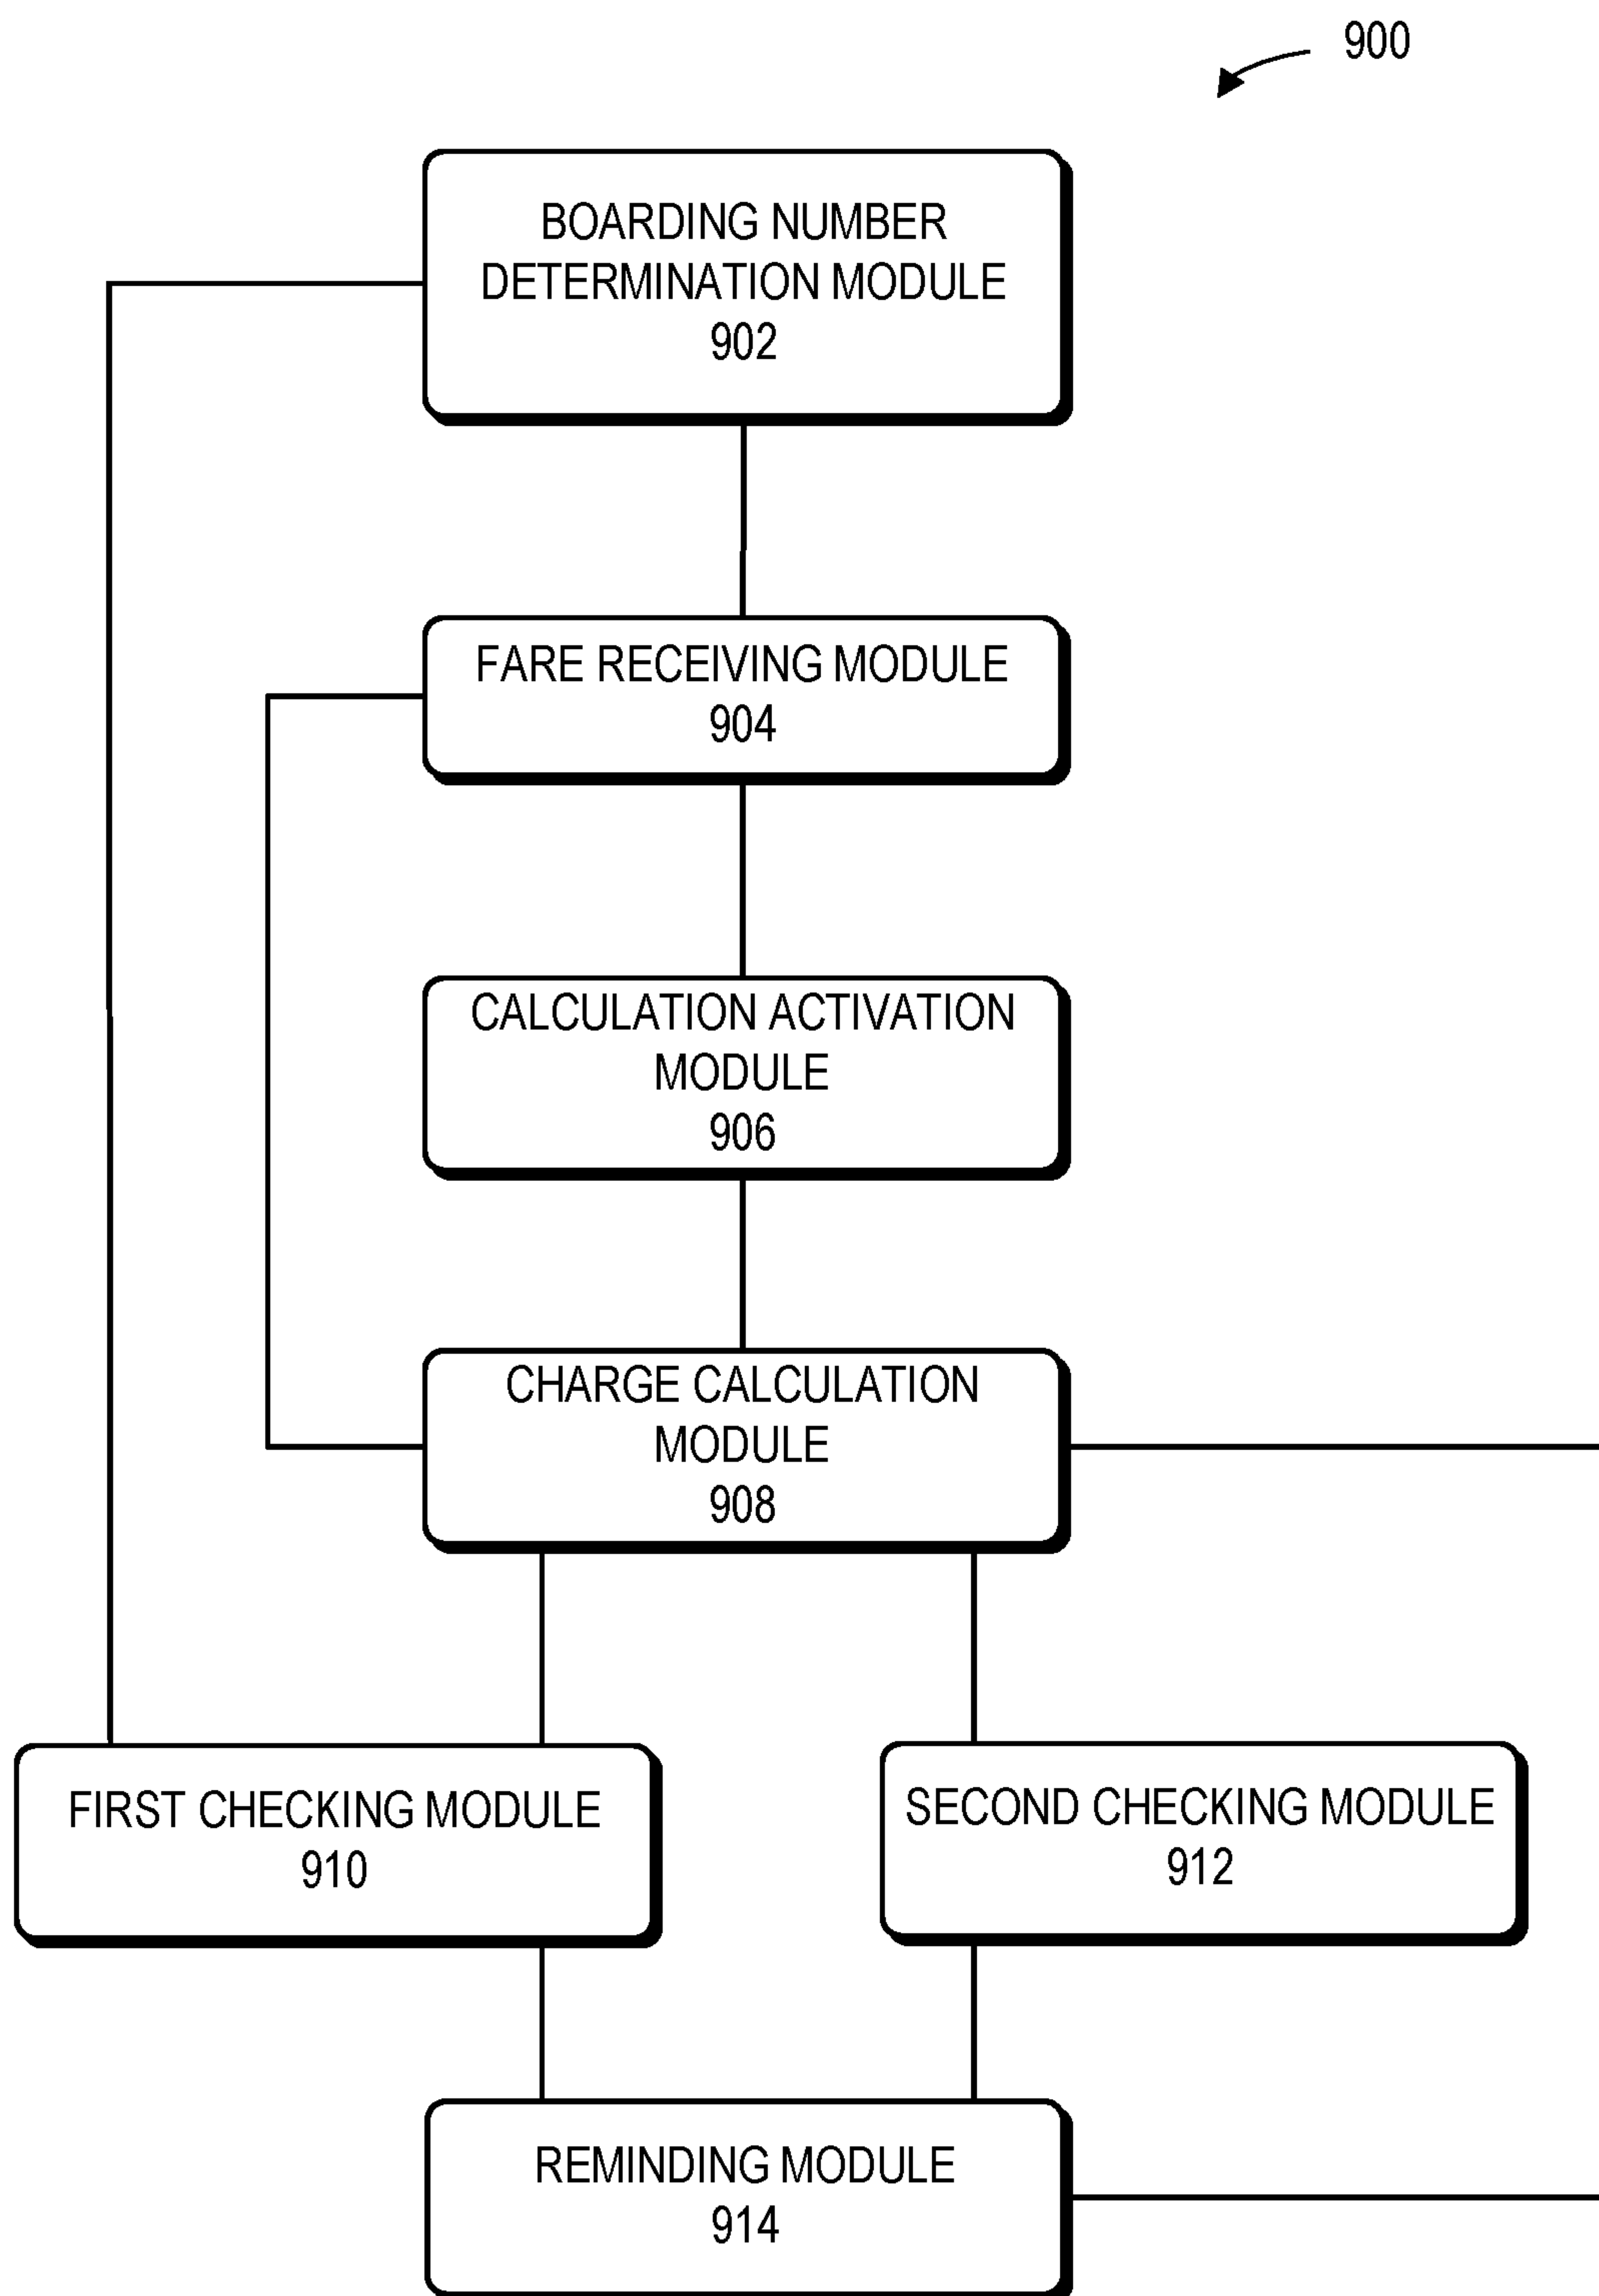 900
BOARDING NUMBER
DETERMINATION MODULE
902
FARE RECEIVING MODULE
904
CALCULATION ACTIVATION
MODULE
906
CHARGE CALCULATION
MODULE
908
FIRST CHECKING MODULE
910
SECOND CHECKING MODULE
912
REMINDING MODULE
914